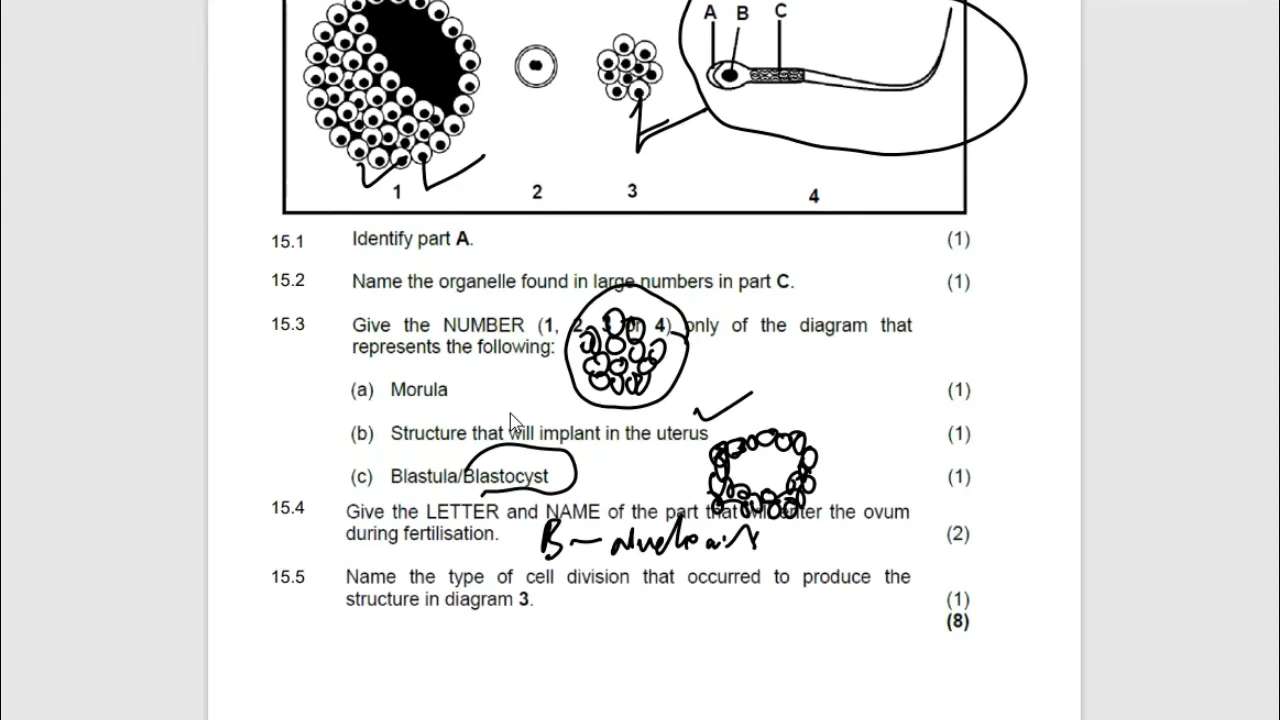 A B C
1 2 3 4
15.1 Identify part A. (1)
15.2 Name the organelle found in large numbers in part C. (1)
15.3 Give the NUMBER (1, 2, 3 or 4) only of the diagram that
represents the following:
(a) Morula (1)
(b) Structure that will implant in the uterus (1)
(c) Blastula/Blastocyst (1)
15.4 Give the LETTER and NAME of the part that will enter the ovum
during fertilisation. (2)
B –
15.5 Name the type of cell division that occurred to produce the
structure in diagram 3. (1)
(8)